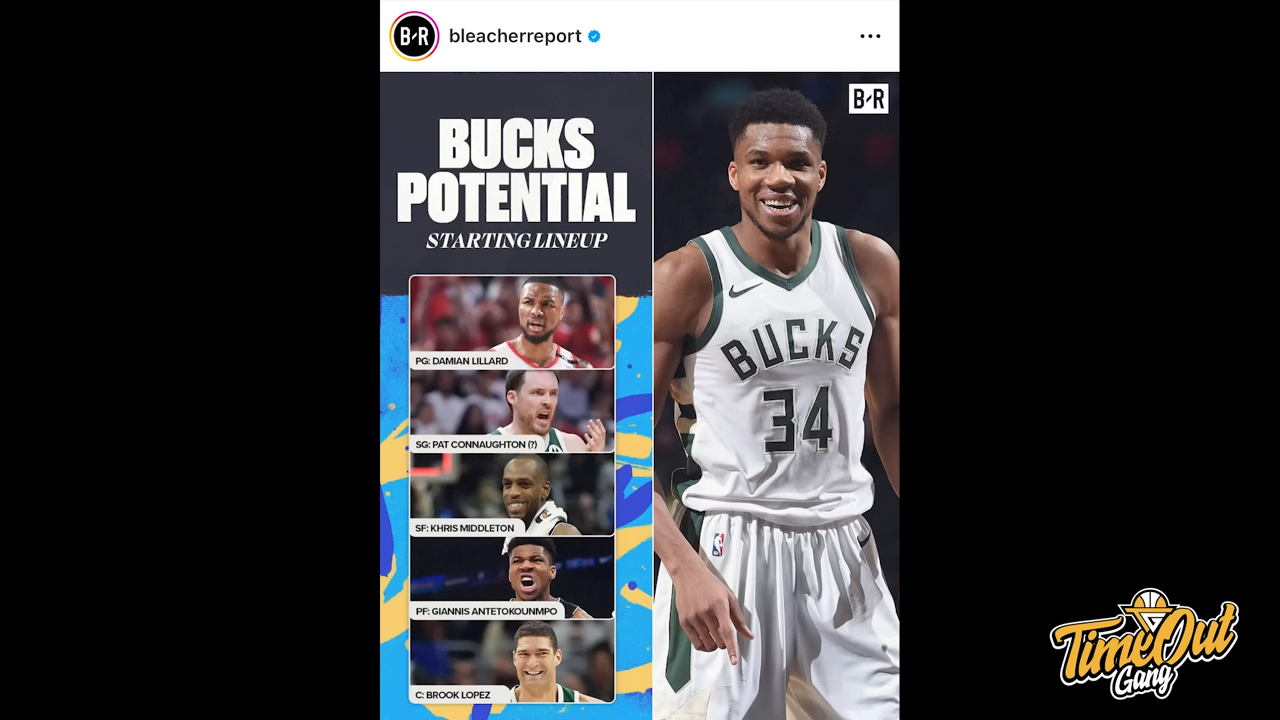 B/R
bleacherreport
B/R
BUCKS
POTENTIAL
STARTING LINEUP
PG: DAMIAN LILLARD
SG: PAT CONNAUGHTON (?)
SF: KHRIS MIDDLETON
PF: GIANNIS ANTETOKOUNMPO
C: BROOK LOPEZ
BUCKS
34
TimeOut
Gang